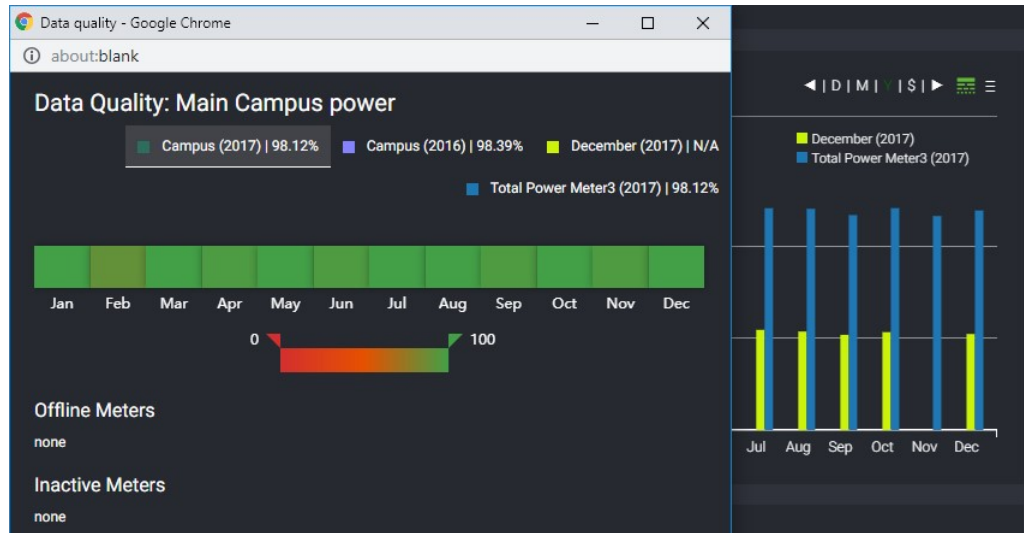 Data quality - Google Chrome
about:blank
Data Quality: Main Campus power
Campus (2017) | 98.12% Campus (2016) | 98.39% December (2017) | N/A
Total Power Meter3 (2017) | 98.12%
Jan Feb Mar Apr May Jun Jul Aug Sep Oct Nov Dec
0 100
Offline Meters
none
Inactive Meters
none
| D | M | Y | $ |
December (2017)
Total Power Meter3 (2017)
Jul Aug Sep Oct Nov Dec